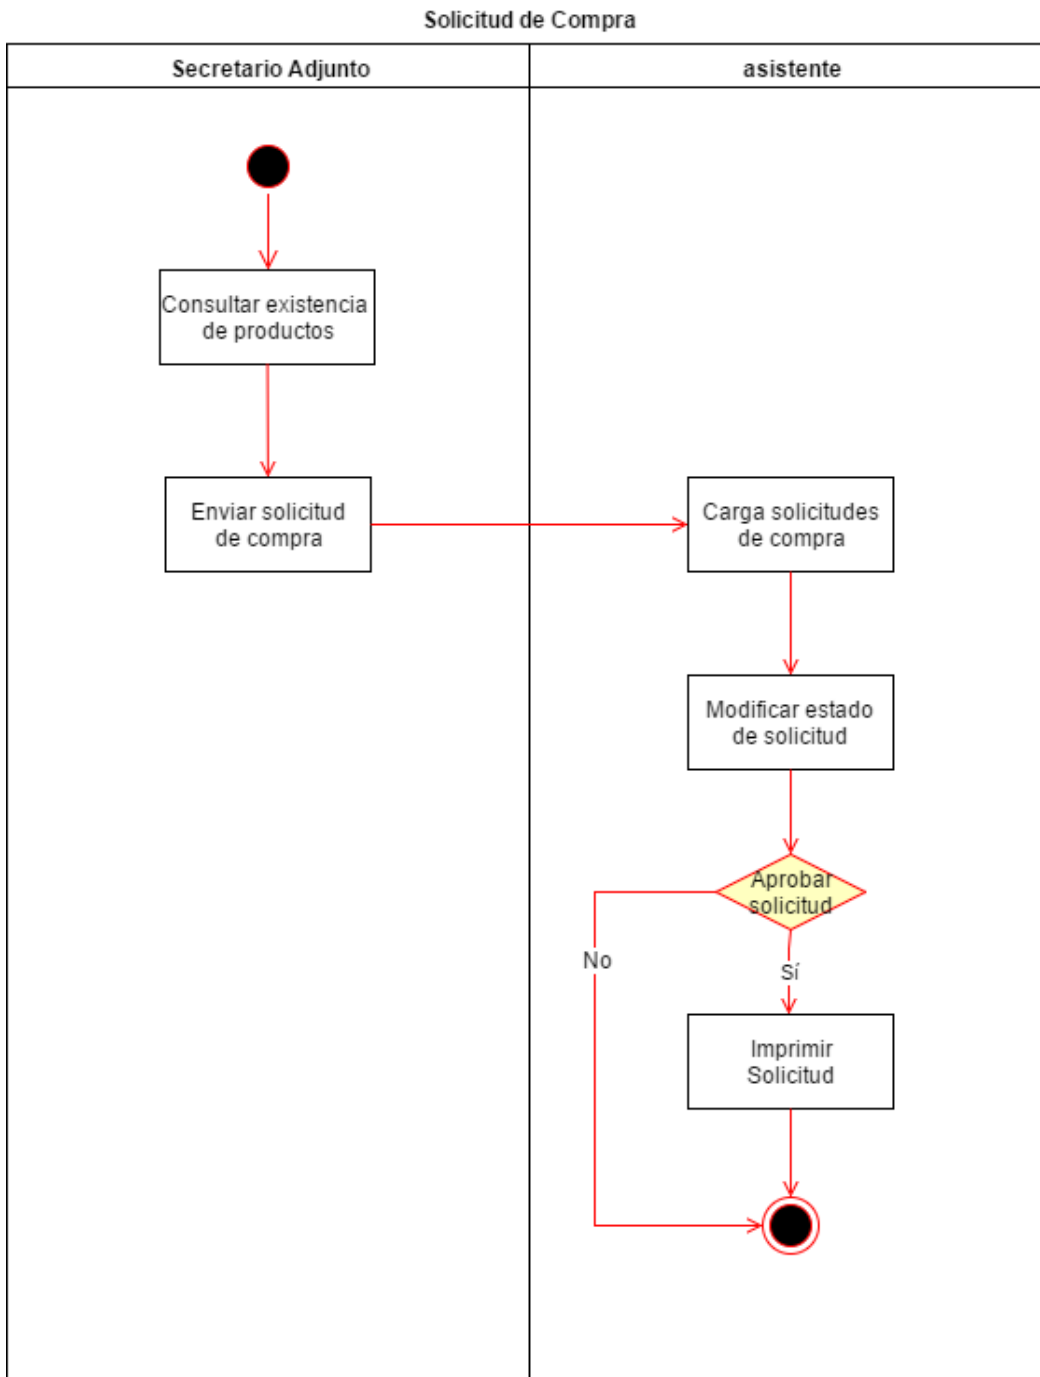 Solicitud de Compra
Secretario Adjunto
asistente
Consultar existencia
de productos
Enviar solicitud
de compra
Carga solicitudes
de compra
Modificar estado
de solicitud
Aprobar
solicitud
No
Sí
Imprimir
Solicitud